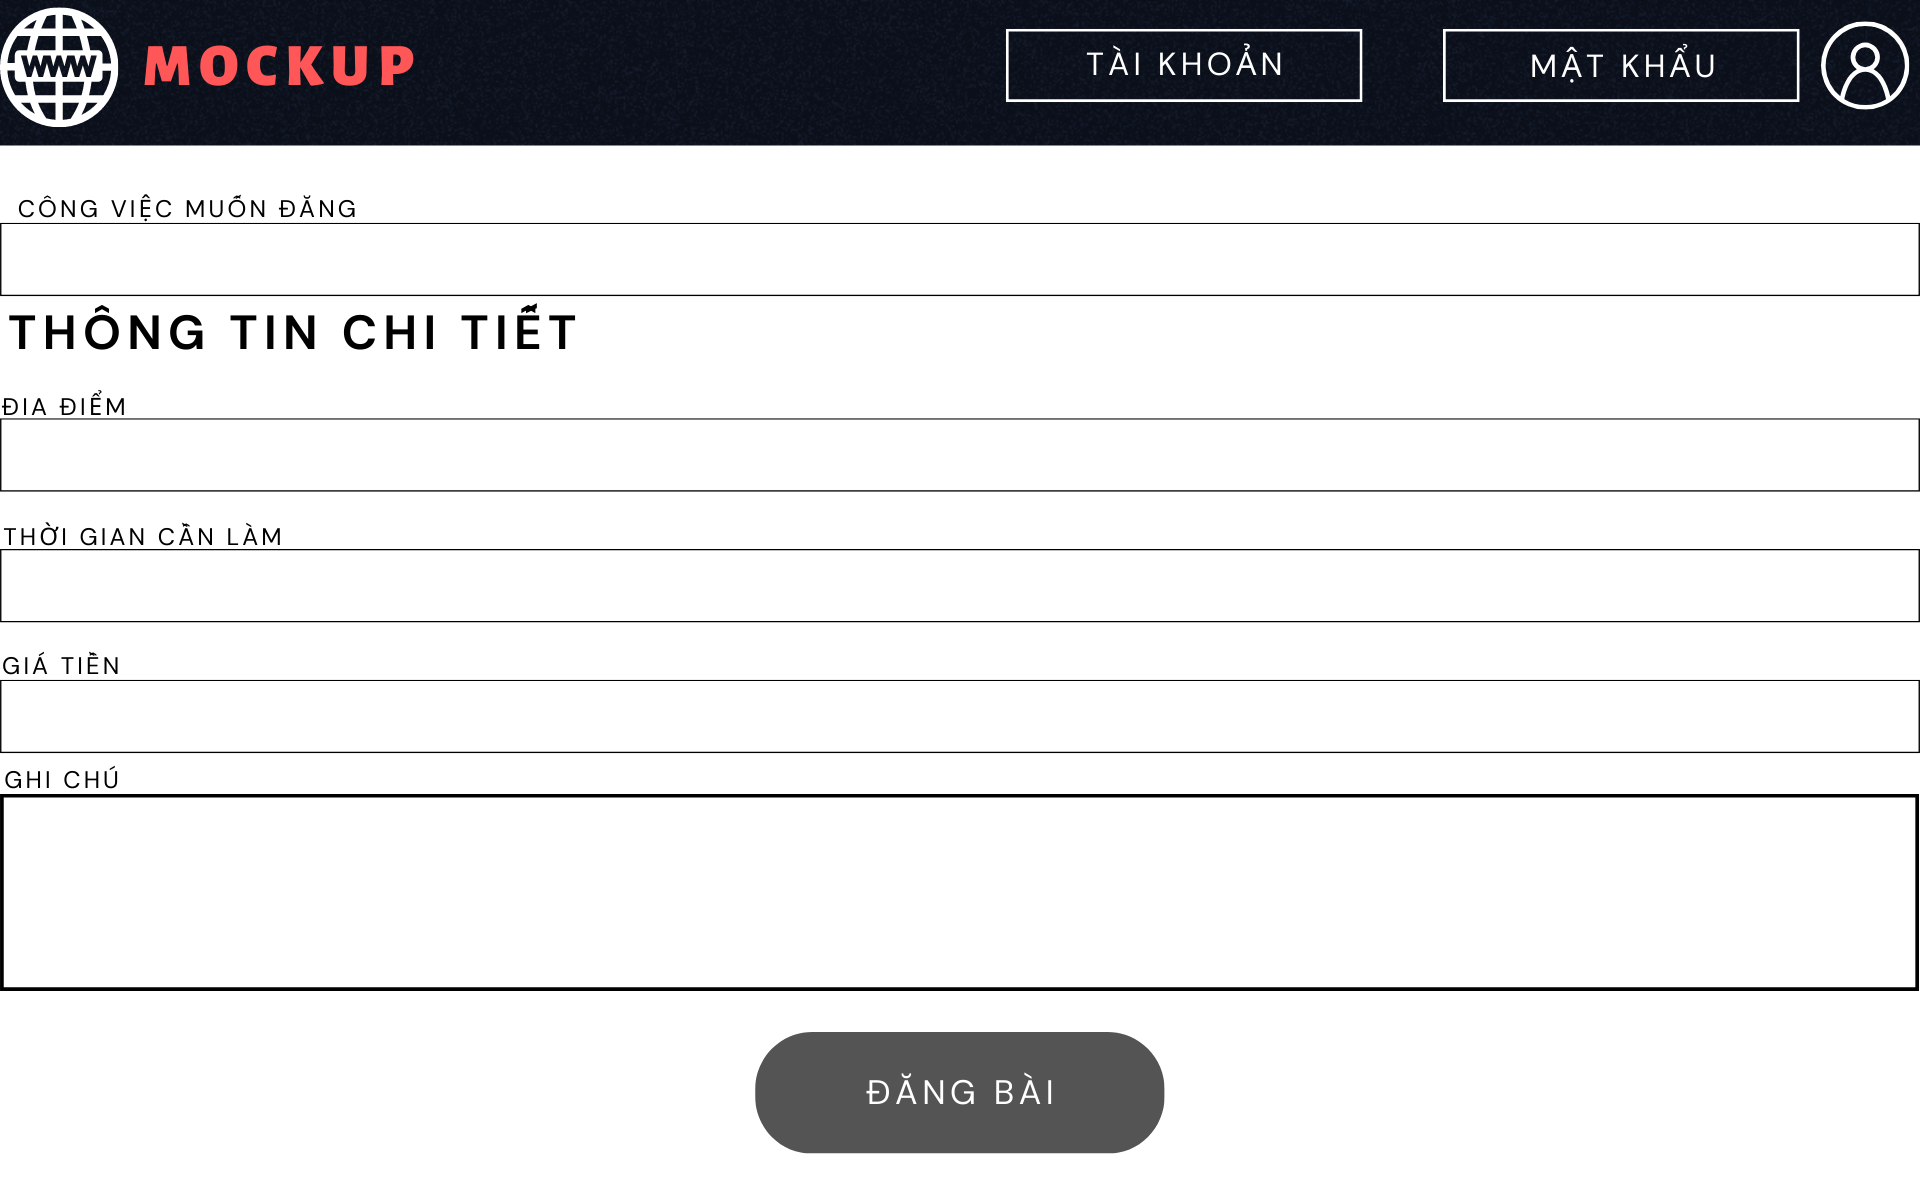 WWW
MOCKUP
TÀI KHOẢN
MẬT KHẨU
CÔNG VIỆC MUỐN ĐĂNG
THÔNG TIN CHI TIẾT
ĐIA ĐIỂM
THỜI GIAN CẦN LÀM
GIÁ TIỀN
GHI CHÚ
ĐĂNG BÀI